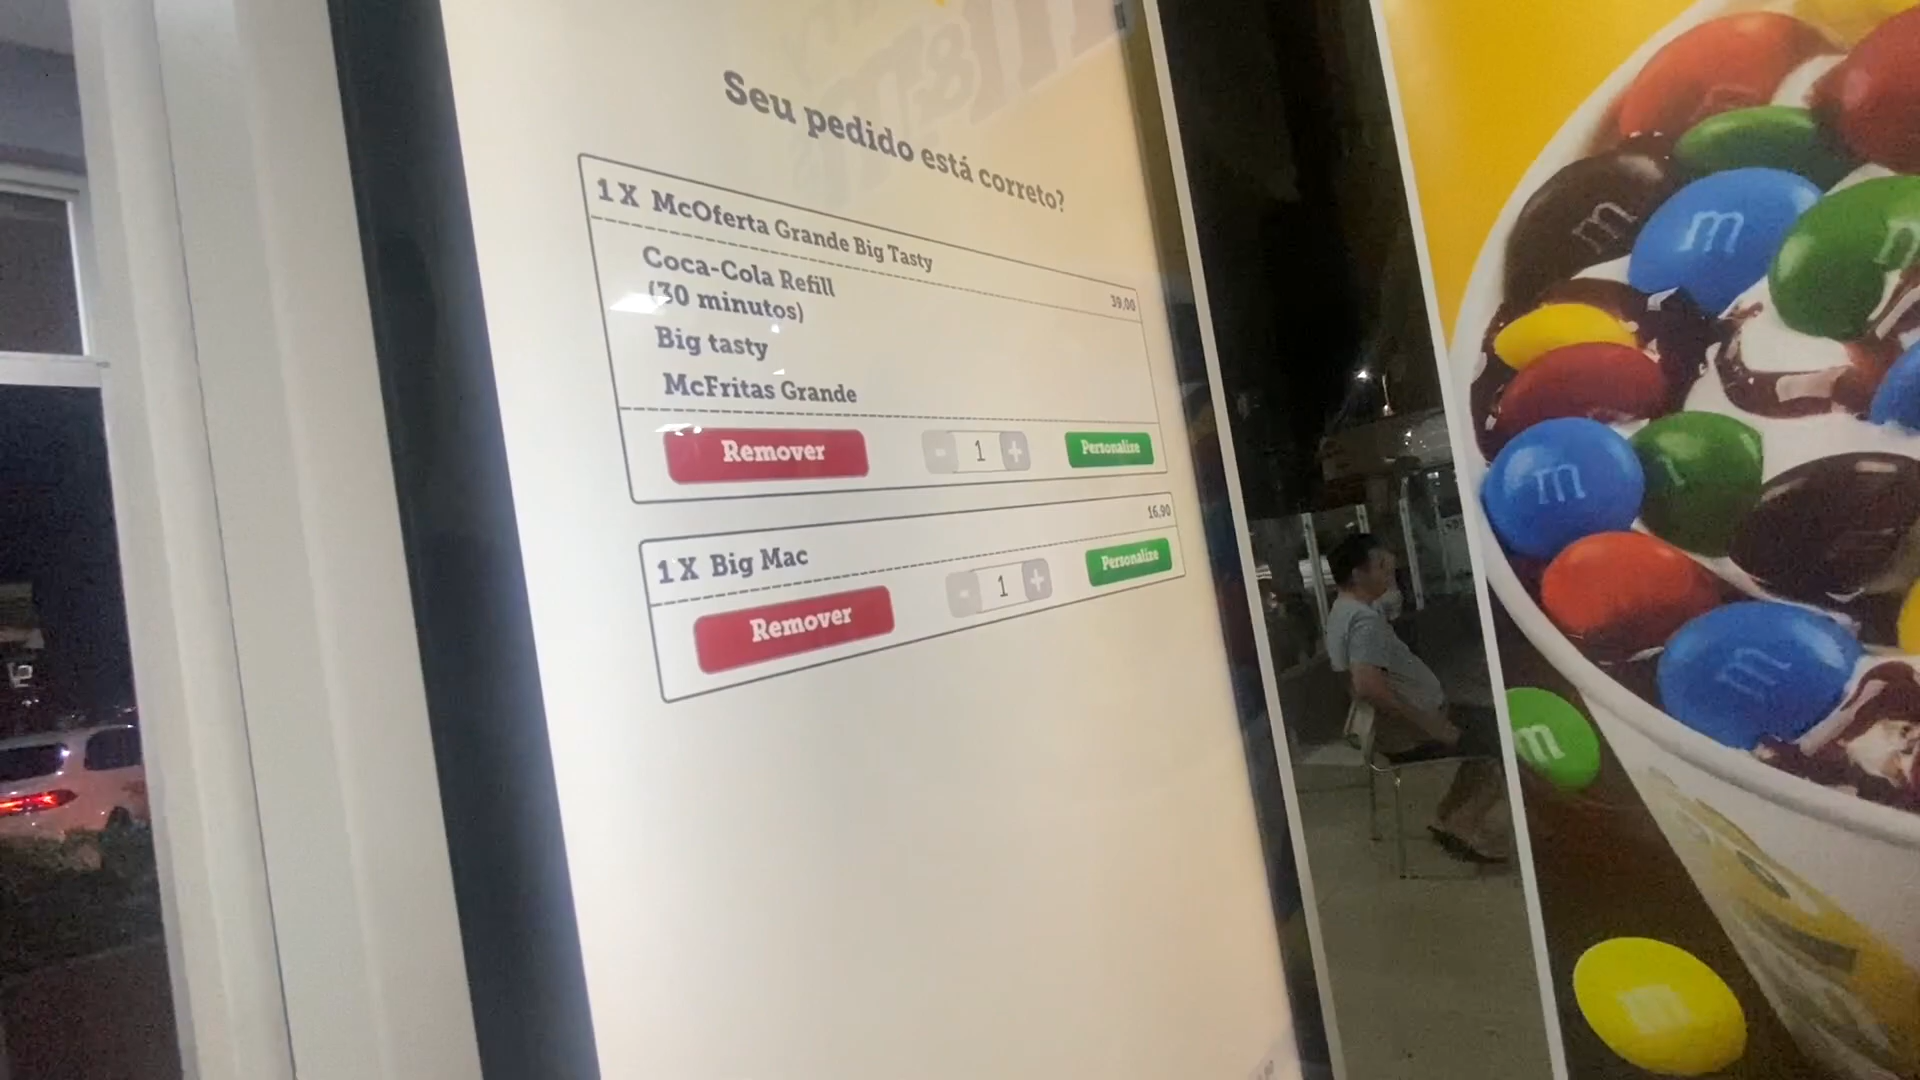 Seu pedido está correto?
1 X McOferta Grande Big Tasty
39,00
Coca-Cola Refill
(30 minutos)
Big tasty
McFritas Grande
Remover
- 1 +
Personalize
16,90
1 X Big Mac
Remover
- 1 +
Personalize
m
m
m
m
m
m